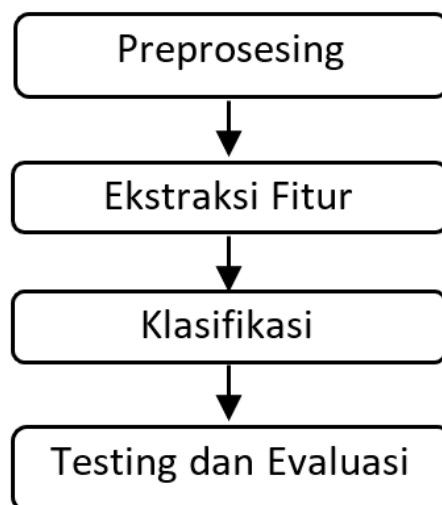 Preprosesing
Ekstraksi Fitur
Klasifikasi
Testing dan Evaluasi